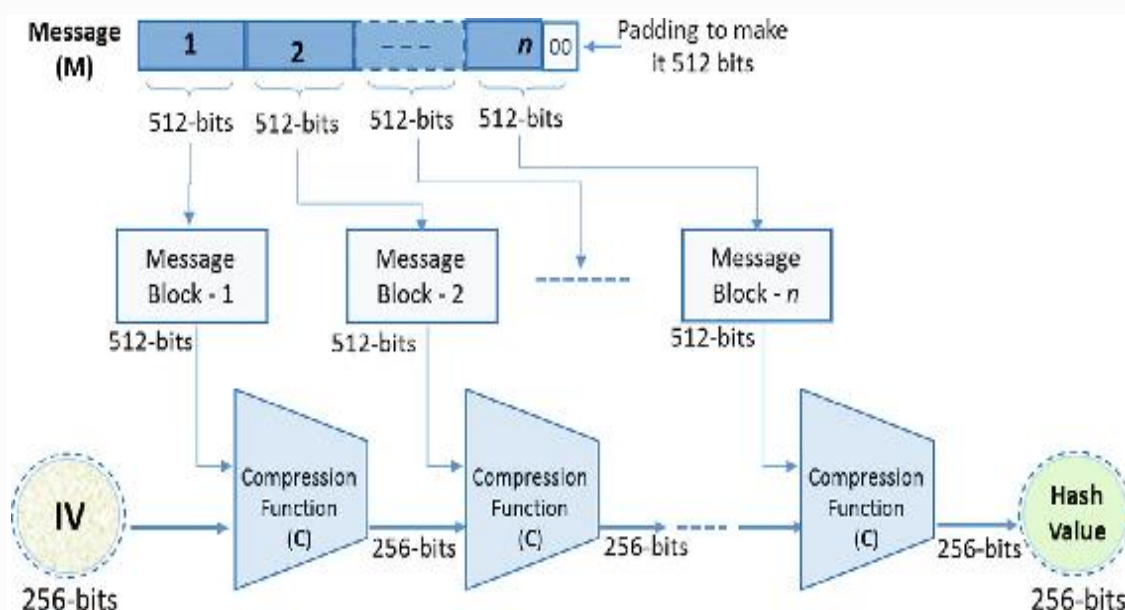 Message
(M)
1
2
---
n
00
Padding to make
it 512 bits
512-bits
512-bits
512-bits
512-bits
Message
Block - 1
Message
Block - 2
Message
Block - n
512-bits
512-bits
512-bits
IV
256-bits
Compression
Function
(C)
256-bits
Compression
Function
(C)
256-bits
Compression
Function
(C)
256-bits
Hash
Value
256-bits